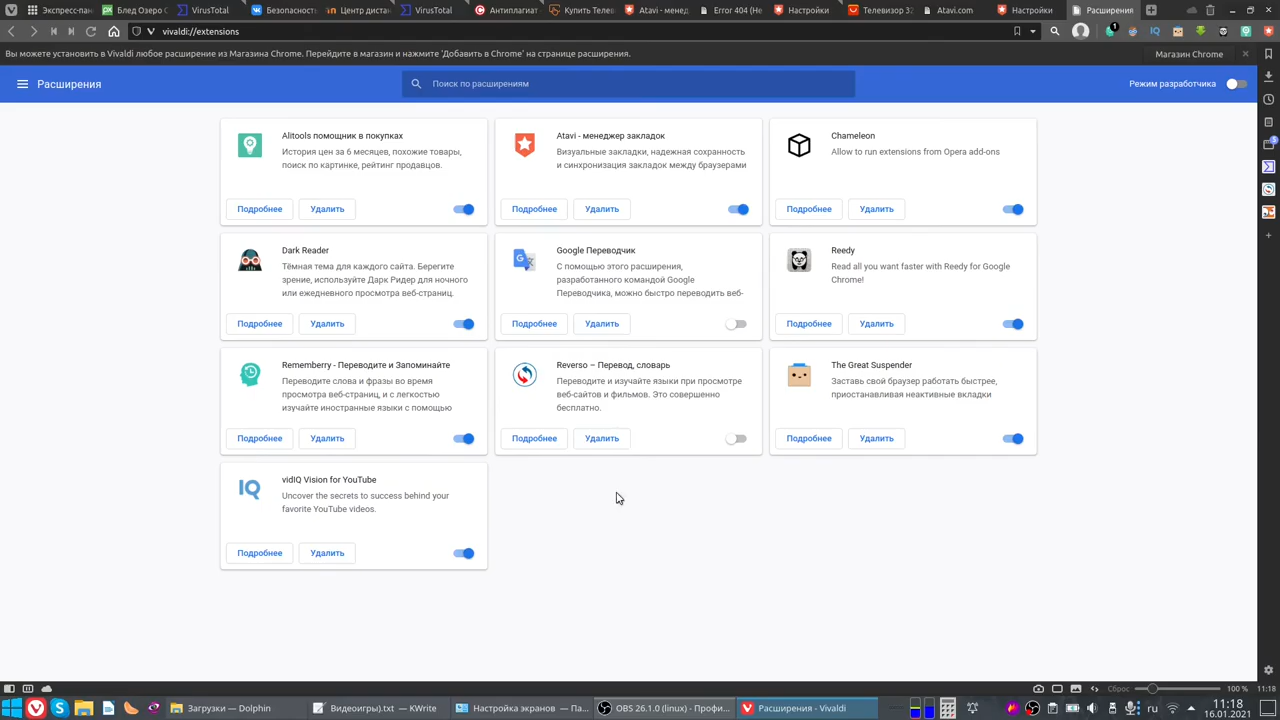 Экспресс-пан
Блед Озеро С
VirusTotal
Безопасност
Центр дистан
VirusTotal
Антиплагиат
Купить Телев
Atavi - менед
Error 404 (Не
Настройки
Телевизор 32
Atavi.com
Настройки
Расширения
vivaldi://extensions
1
Вы можете установить в Vivaldi любое расширение из Магазина Chrome. Перейдите в магазин и нажмите 'Добавить в Chrome' на странице расширения.
Магазин Chrome
Расширения
Поиск по расширениям
Режим разработчика
Alitools помощник в покупках
История цен за 6 месяцев, похожие товары,
поиск по картинке, рейтинг продавцов.
Подробнее
Удалить
Atavi - менеджер закладок
Визуальные закладки, надежная сохранность
и синхронизация закладок между браузерами
Подробнее
Удалить
Chameleon
Allow to run extensions from Opera add-ons
Подробнее
Удалить
Dark Reader
Тёмная тема для каждого сайта. Берегите
зрение, используйте Дарк Ридер для ночного
или ежедневного просмотра веб-страниц.
Подробнее
Удалить
Google Переводчик
С помощью этого расширения,
разработанного командой Google
Переводчика, можно быстро переводить веб-
Подробнее
Удалить
Reedy
Read all you want faster with Reedy for Google
Chrome!
Подробнее
Удалить
Rememberry - Переводите и Запоминайте
Переводите слова и фразы во время
просмотра веб-страниц, и с легкостью
изучайте иностранные языки с помощью
Подробнее
Удалить
Reverso – Перевод, словарь
Переводите и изучайте языки при просмотре
веб-сайтов и фильмов. Это совершенно
бесплатно.
Подробнее
Удалить
The Great Suspender
Заставь свой браузер работать быстрее,
приостанавливая неактивные вкладки
Подробнее
Удалить
IQ
vidIQ Vision for YouTube
Uncover the secrets to success behind your
favorite YouTube videos.
Подробнее
Удалить
Сброс
100 %
11:18
Загрузки — Dolphin
Видеоигры).txt — KWrite
Настройка экранов — Па...
OBS 26.1.0 (linux) - Профи...
Расширения - Vivaldi
ru
11:18
16.01.2021